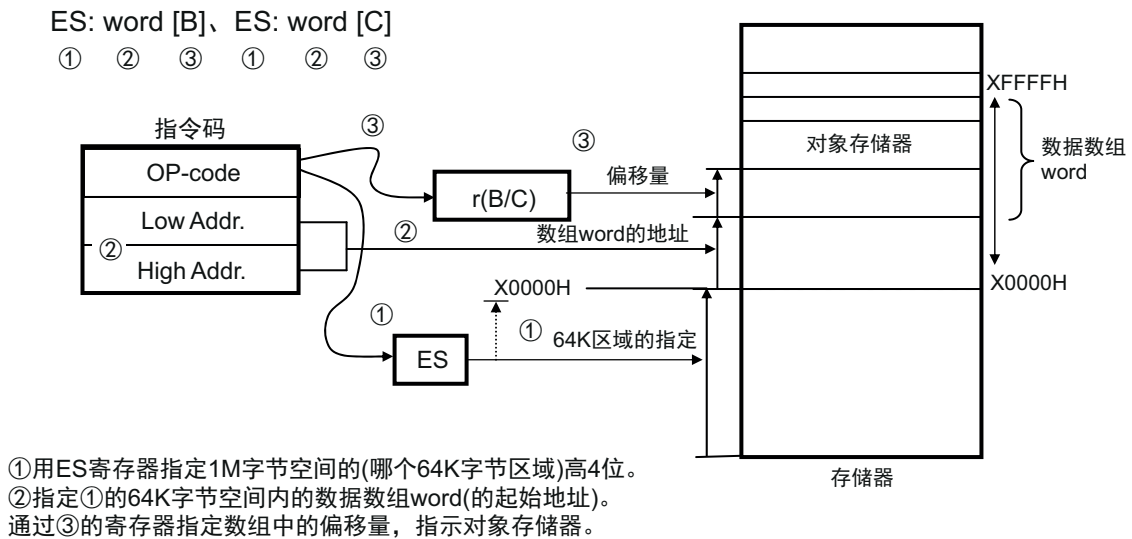 ES: word [B]、ES: word [C]
① ② ③ ① ② ③
指令码
OP-code
Low Addr.
②
High Addr.
③
r(B/C)
③
偏移量
②
数组word的地址
X0000H
①
①
64K区域的指定
ES
XFFFFH
对象存储器
数据数组
word
X0000H
存储器
①用ES寄存器指定1M字节空间的(哪个64K字节区域)高4位。
②指定①的64K字节空间内的数据数组word(的起始地址)。
通过③的寄存器指定数组中的偏移量，指示对象存储器。